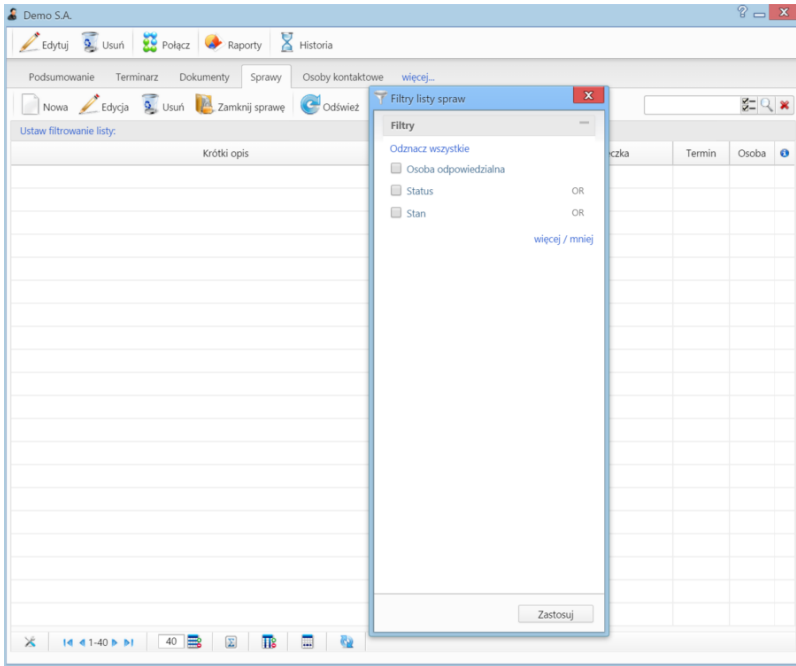 Demo S.A.
Edytuj Usuń Połącz Raporty Historia
Podsumowanie Terminarz Dokumenty Sprawy Osoby kontaktowe więcej...
Nowa Edycja Usuń Zamknij sprawę Odśwież
Ustaw filtrowanie listy:
Krótki opis czka Termin Osoba
Filtry listy spraw
Filtry
Odznacz wszystkie
Osoba odpowiedzialna
Status OR
Stan OR
więcej / mniej
Zastosuj
1-40 40